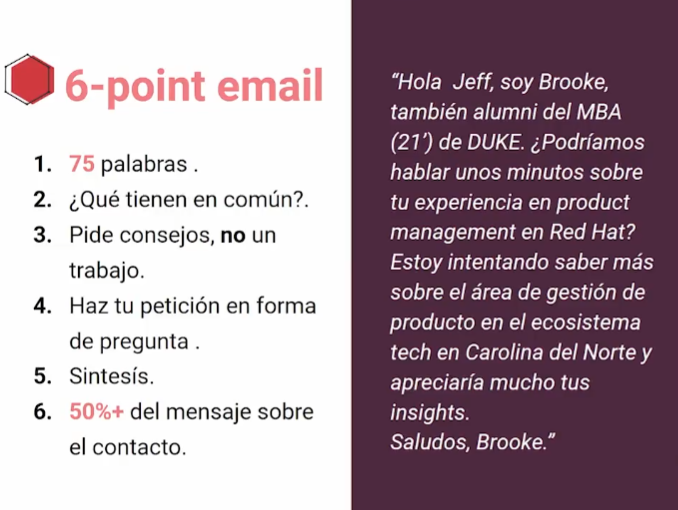 6-point email
1. 75 palabras .
2. ¿Qué tienen en común?.
3. Pide consejos, no un
trabajo.
4. Haz tu petición en forma
de pregunta .
5. Sintesís.
6. 50%+ del mensaje sobre
el contacto.
“Hola  Jeff, soy Brooke,
también alumni del MBA
(21’) de DUKE. ¿Podríamos
hablar unos minutos sobre
tu experiencia en product
management en Red Hat?
Estoy intentando saber más
sobre el área de gestión de
producto en el ecosistema
tech en Carolina del Norte y
apreciaría mucho tus
insights.
Saludos, Brooke.”